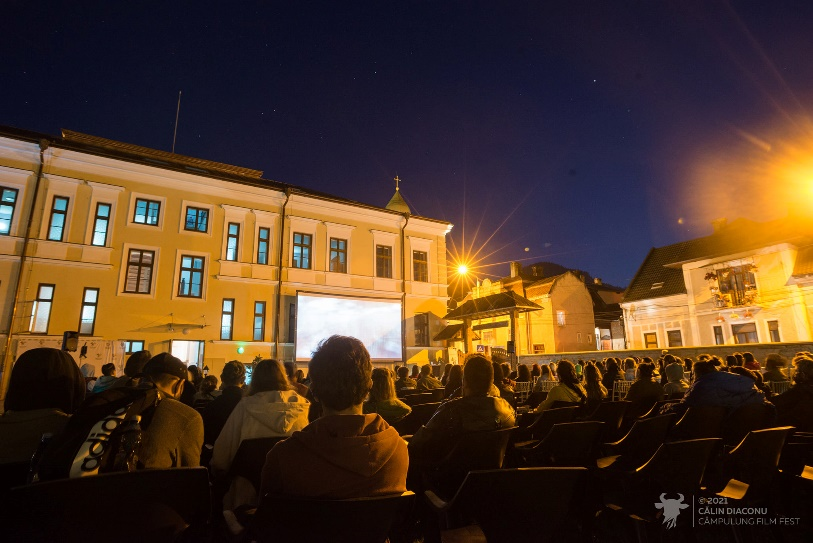 © 2021
CĂLIN DIACONU
CÂMPULUNG FILM FEST